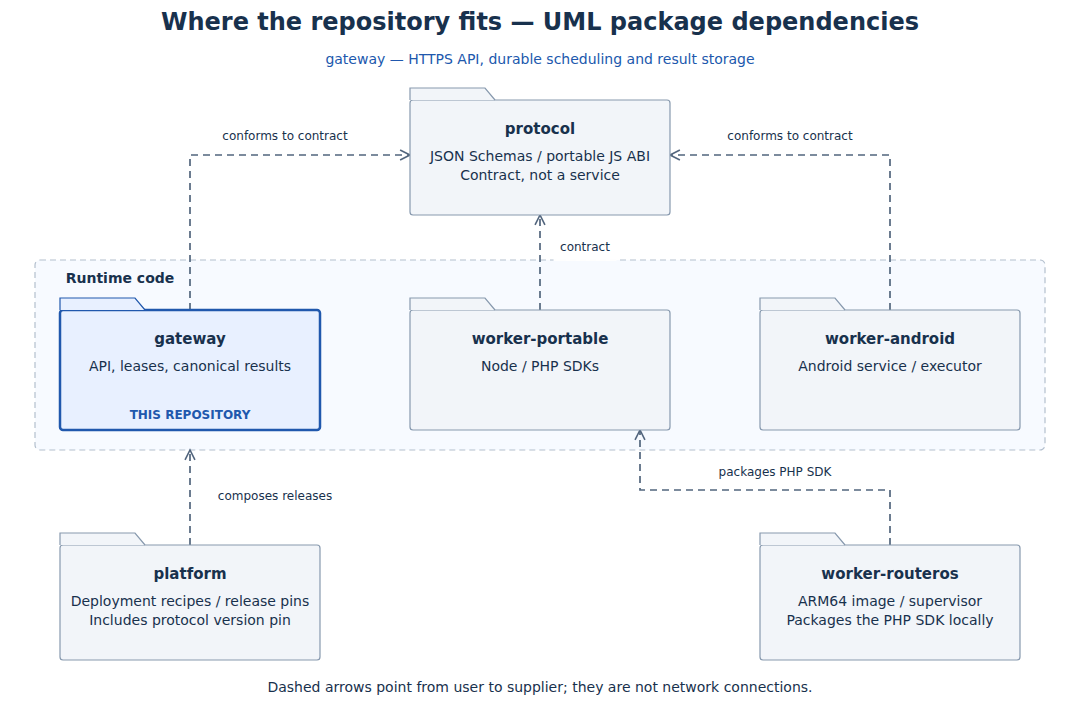 Where the repository fits — UML package dependencies
gateway — HTTPS API, durable scheduling and result storage
protocol
JSON Schemas / portable JS ABI
Contract, not a service
conforms to contract
conforms to contract
contract
Runtime code
gateway
API, leases, canonical results
THIS REPOSITORY
worker-portable
Node / PHP SDKs
worker-android
Android service / executor
composes releases
packages PHP SDK
platform
Deployment recipes / release pins
Includes protocol version pin
worker-routeros
ARM64 image / supervisor
Packages the PHP SDK locally
Dashed arrows point from user to supplier; they are not network connections.